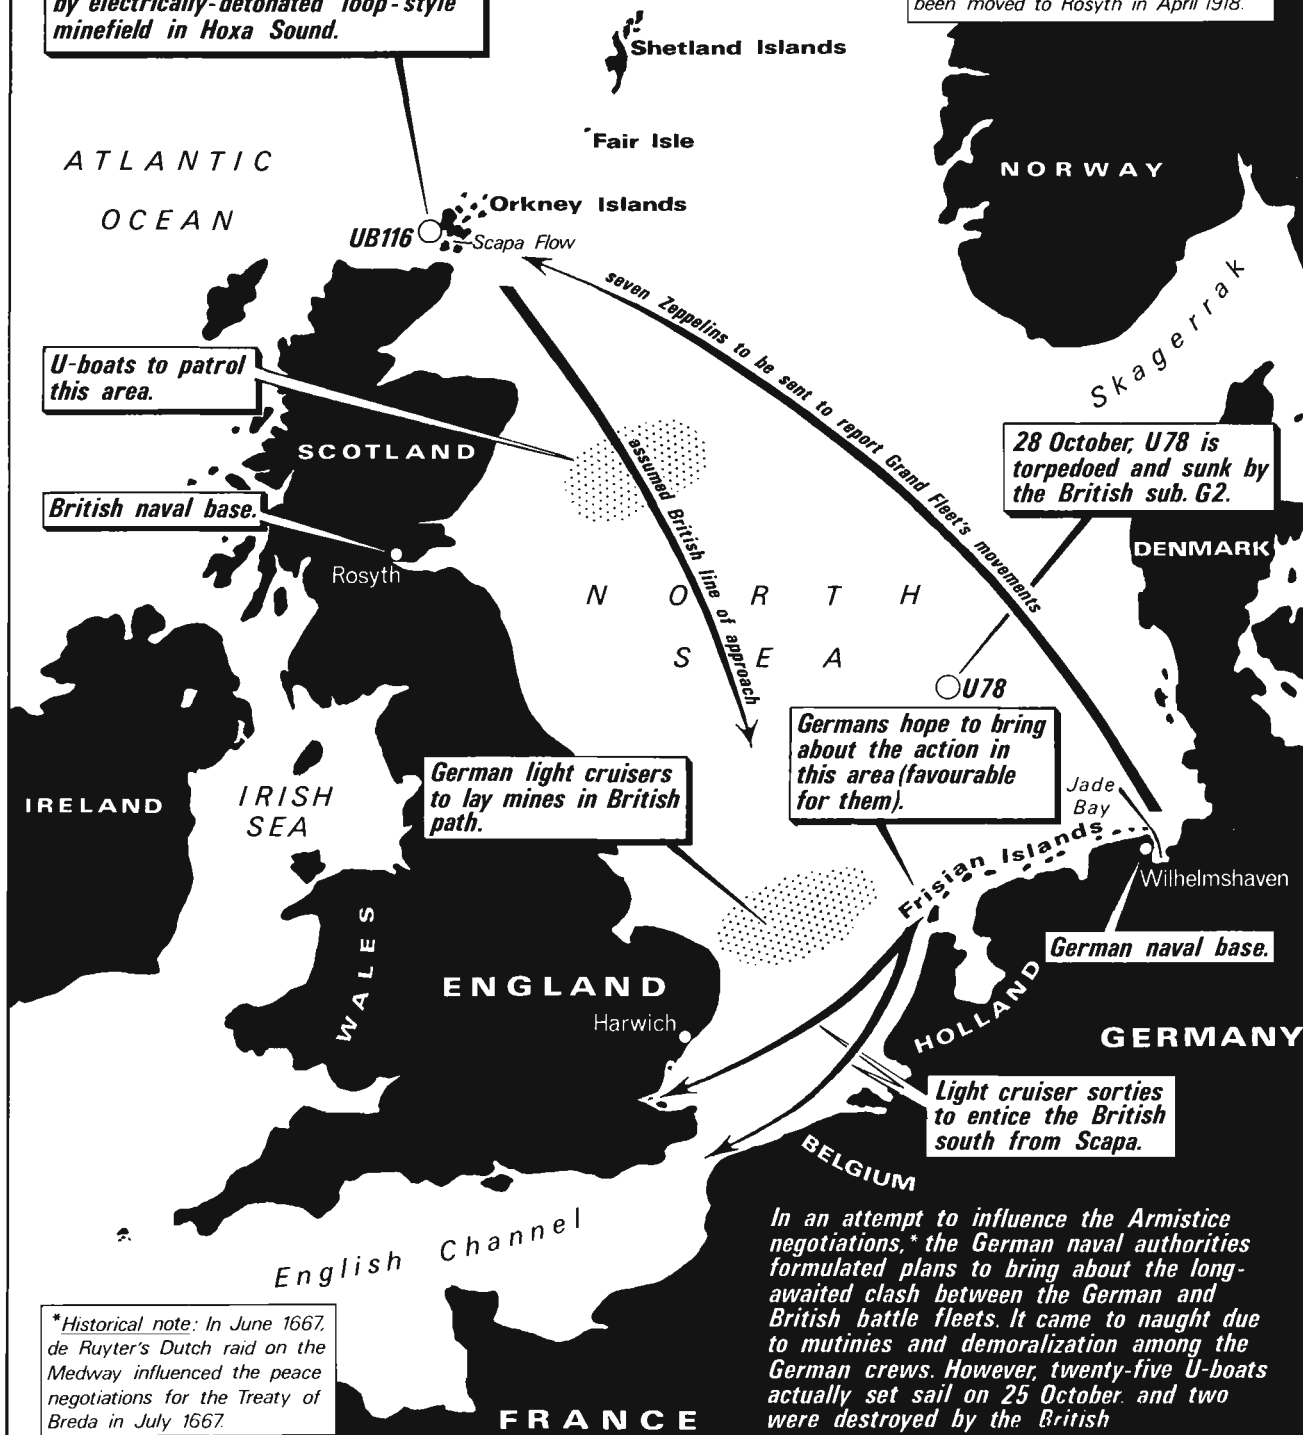 by electrically-detonated loop-style
minefield in Hoxa Sound.
been moved to Rosyth in April 1918.
Shetland Islands
Fair Isle
ATLANTIC
OCEAN
NORWAY
Orkney Islands
UB116
Scapa Flow
seven Zeppelins to be sent to report Grand Fleet's movements
Skagerrak
U-boats to patrol
this area.
SCOTLAND
assumed British line of approach
28 October, U78 is
torpedoed and sunk by
the British sub. G2.
British naval base.
DENMARK
Rosyth
NORTH
SEA
U78
Germans hope to bring
about the action in
this area (favourable
for them).
German light cruisers
to lay mines in British
path.
Jade
Bay
IRELAND
IRISH
SEA
Frisian Islands
Wilhelmshaven
German naval base.
WALES
ENGLAND
Harwich
HOLLAND
GERMANY
Light cruiser sorties
to entice the British
south from Scapa.
BELGIUM
English Channel
In an attempt to influence the Armistice
negotiations,* the German naval authorities
formulated plans to bring about the long-
awaited clash between the German and
British battle fleets. It came to naught due
to mutinies and demoralization among the
German crews. However, twenty-five U-boats
actually set sail on 25 October. and two
were destroyed by the British
*Historical note: In June 1667,
de Ruyter's Dutch raid on the
Medway influenced the peace
negotiations for the Treaty of
Breda in July 1667.
FRANCE